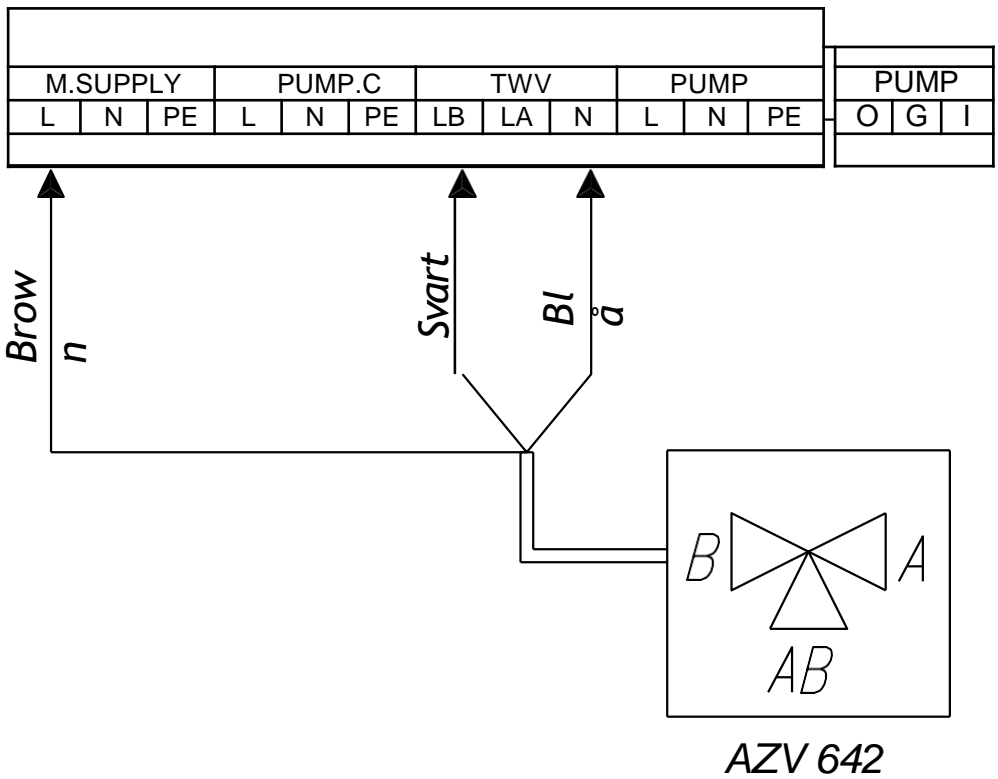 M.SUPPLY PUMP.C TWV PUMP PUMP
L N PE L N PE LB LA N L N PE O G I
Brow
n
Svart
Bl
å
B A
AB
AZV 642